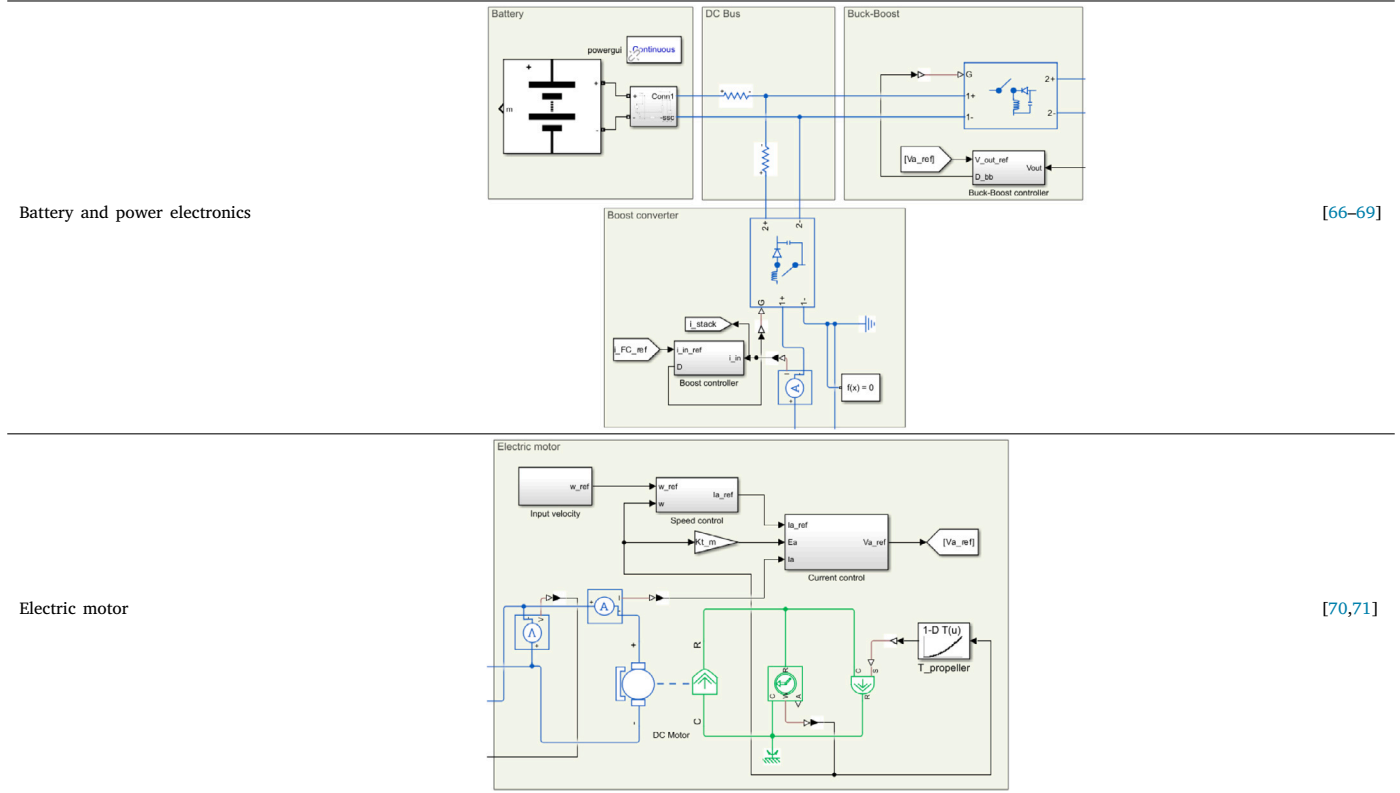 Battery
DC Bus
Buck-Boost
powergui
Continuous
+
m
+
-
+
-
Conn1
-ssc
+
-
G
1+
1-
2+
2-
[Va_ref]
V_out_ref
D_bb
Vout
Buck-Boost controller
Battery and power electronics
[66–69]
Boost converter
2+
2-
G
1+
1-
i_stack
i_FC_ref
i_in_ref
D
i_in
Boost controller
I
A
+
f(x) = 0
Electric motor
w_ref
Input velocity
w_ref
w
Ia_ref
Speed control
Kt_m
Ia_ref
Ea
Ia
Va_ref
Current control
[Va_ref]
Electric motor
[70,71]
V
V
+
+
A
I
+
-
DC Motor
R
C
R
C
W
A
C
S
R
1-D T(u)
T_propeller